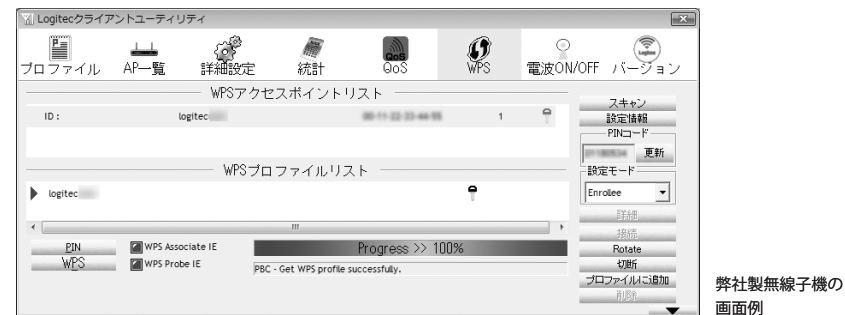 Logitecクライアントユーティリティ
プロファイル AP一覧 詳細設定 統計 QoS WPS 電波ON/OFF バージョン
WPSアクセスポイントリスト
ID : logitec 00-11-22-33-44-55 1
WPSプロファイルリスト
logitec
スキャン
設定情報
PINコード
更新
設定モード
Enrollee
詳細
接続
Rotate
切断
プロファイルに追加
削除
PIN WPS Associate IE Progress >> 100%
WPS WPS Probe IE PBC - Get WPS profile successfully.
弊社製無線子機の
画面例